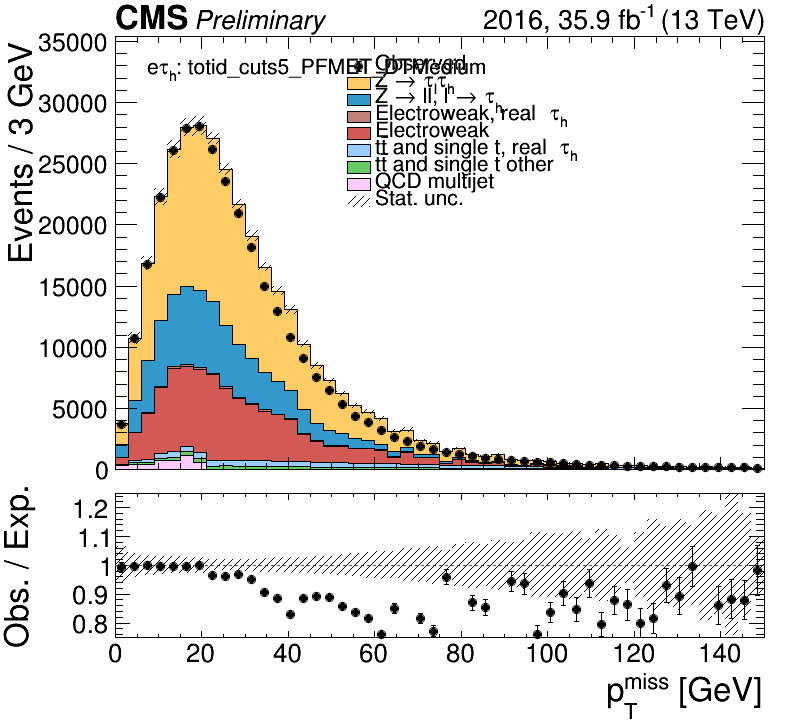 CMS Preliminary 2016, 35.9 fb⁻¹ (13 TeV)
Events / 3 GeV
35000
30000
25000
20000
15000
10000
5000
0
eτh: totid_cuts5_PFMET_DTMedium
Observed
Z → τlτh
Z → ll, l → τh
Electroweak, real τh
Electroweak
tt and single t, real τh
tt and single t other
QCD multijet
Stat. unc.
Obs. / Exp.
1.2
1.1
1
0.9
0.8
0 20 40 60 80 100 120 140
pTmiss [GeV]